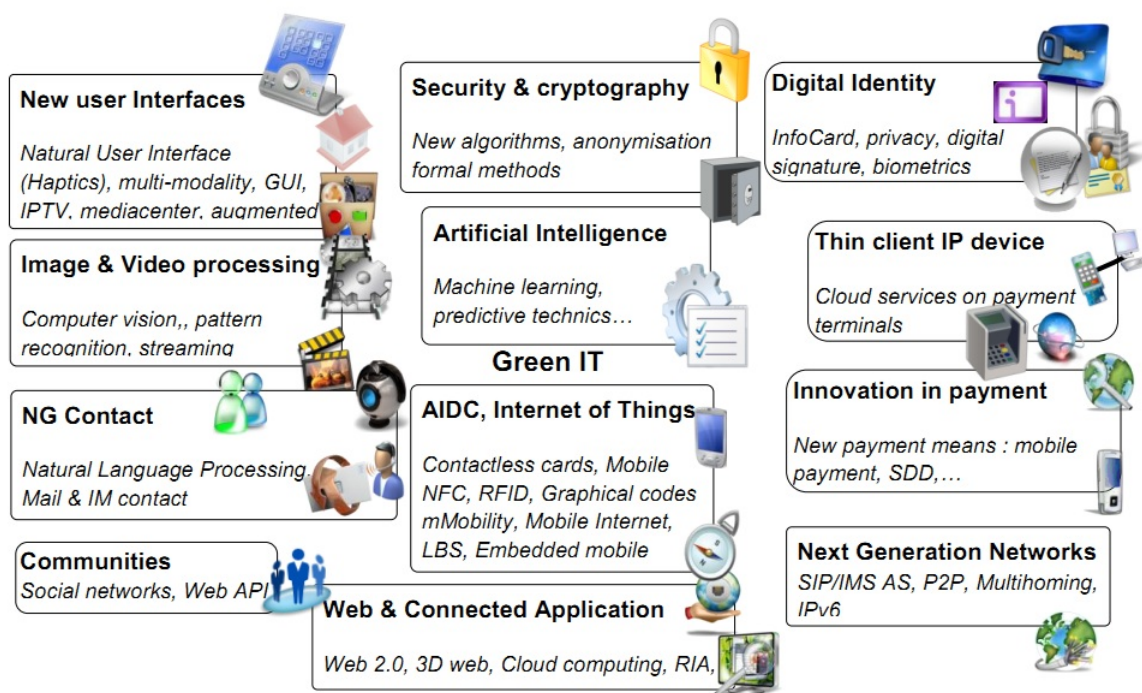 New user Interfaces
Natural User Interface
(Haptics), multi-modality, GUI,
IPTV, mediacenter, augmented
Image & Video processing
Computer vision,, pattern
recognition, streaming
NG Contact
Natural Language Processing,
Mail & IM contact
Communities
Social networks, Web API
Security & cryptography
New algorithms, anonymisation
formal methods
Artificial Intelligence
Machine learning,
predictive technics…
Green IT
AIDC, Internet of Things
Contactless cards, Mobile
NFC, RFID, Graphical codes
mMobility, Mobile Internet,
LBS, Embedded mobile
Web & Connected Application
Web 2.0, 3D web, Cloud computing, RIA,
Digital Identity
InfoCard, privacy, digital
signature, biometrics
Thin client IP device
Cloud services on payment
terminals
Innovation in payment
New payment means : mobile
payment, SDD,…
Next Generation Networks
SIP/IMS AS, P2P, Multihoming,
IPv6